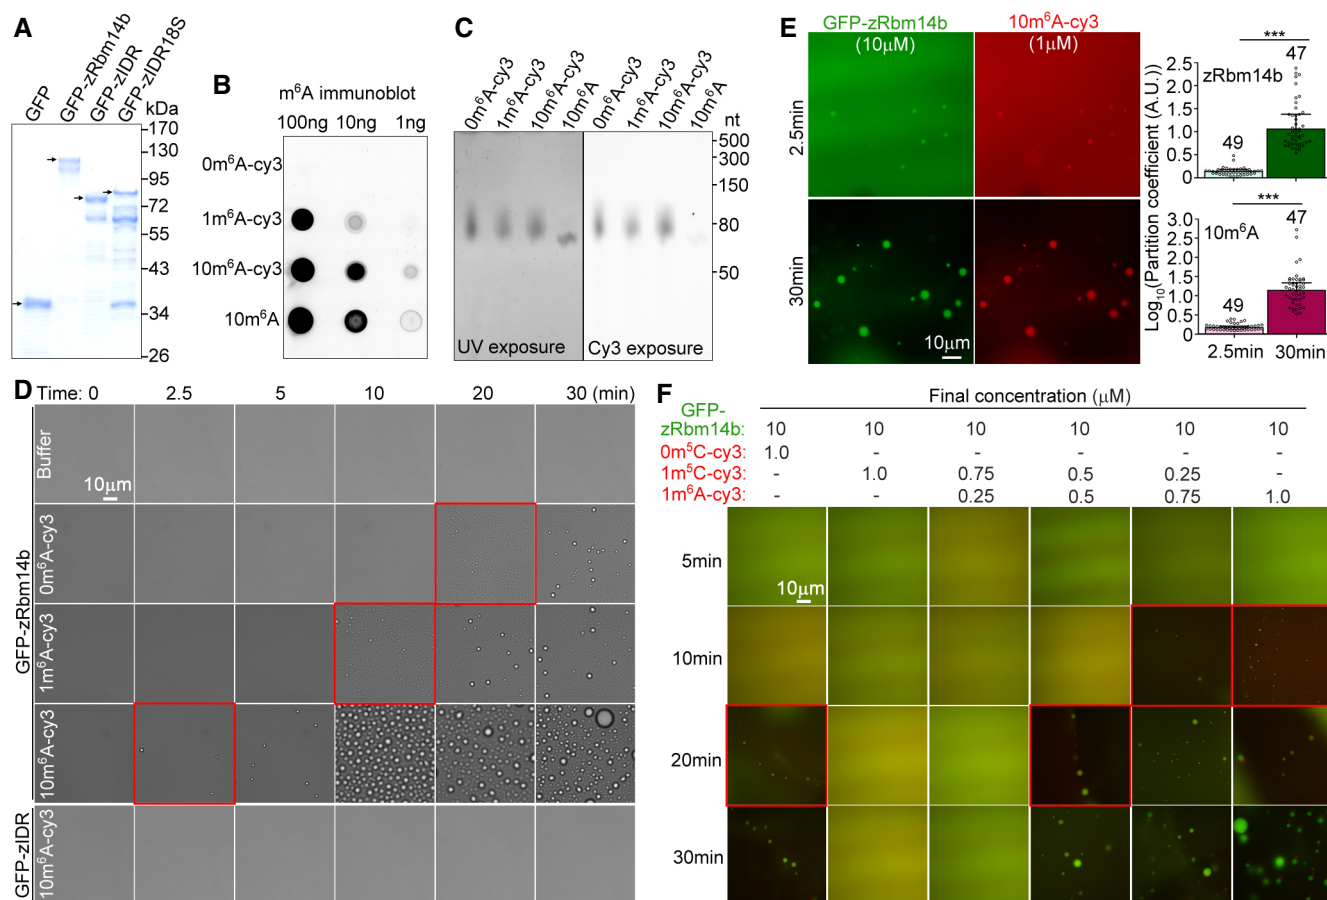 A
GFP
GFP-zRbm14b
GFP-zIDR
GFP-zIDR18S
kDa
170
130
95
72
55
43
34
26
B
m⁶A immunoblot
100ng 10ng 1ng
0m⁶A-cy3
1m⁶A-cy3
10m⁶A-cy3
10m⁶A
C
0m⁶A-cy3
1m⁶A-cy3
10m⁶A-cy3
10m⁶A
0m⁶A-cy3
1m⁶A-cy3
10m⁶A-cy3
10m⁶A
nt
500
300
150
80
50
UV exposure
Cy3 exposure
E
GFP-zRbm14b 10m⁶A-cy3
(10μM) (1μM)
2.5min
30min
10μm
Log₁₀(Partition coefficient (A.U.))
***
47
zRbm14b
49
2.5
2.0
1.5
1.0
0.5
0
***
47
10m⁶A
49
3.0
2.5
2.0
1.5
1.0
0.5
0
2.5min 30min
D
Time: 0 2.5 5 10 20 30 (min)
GFP-zRbm14b
Buffer
10μm
0m⁶A-cy3
1m⁶A-cy3
10m⁶A-cy3
GFP-zIDR
10m⁶A-cy3
F
Final concentration (μM)
GFP-
zRbm14b: 10 10 10 10 10 10
0m⁵C-cy3: 1.0 - - - - -
1m⁵C-cy3: - 1.0 0.75 0.5 0.25 -
1m⁶A-cy3: - - 0.25 0.5 0.75 1.0
5min
10μm
10min
20min
30min